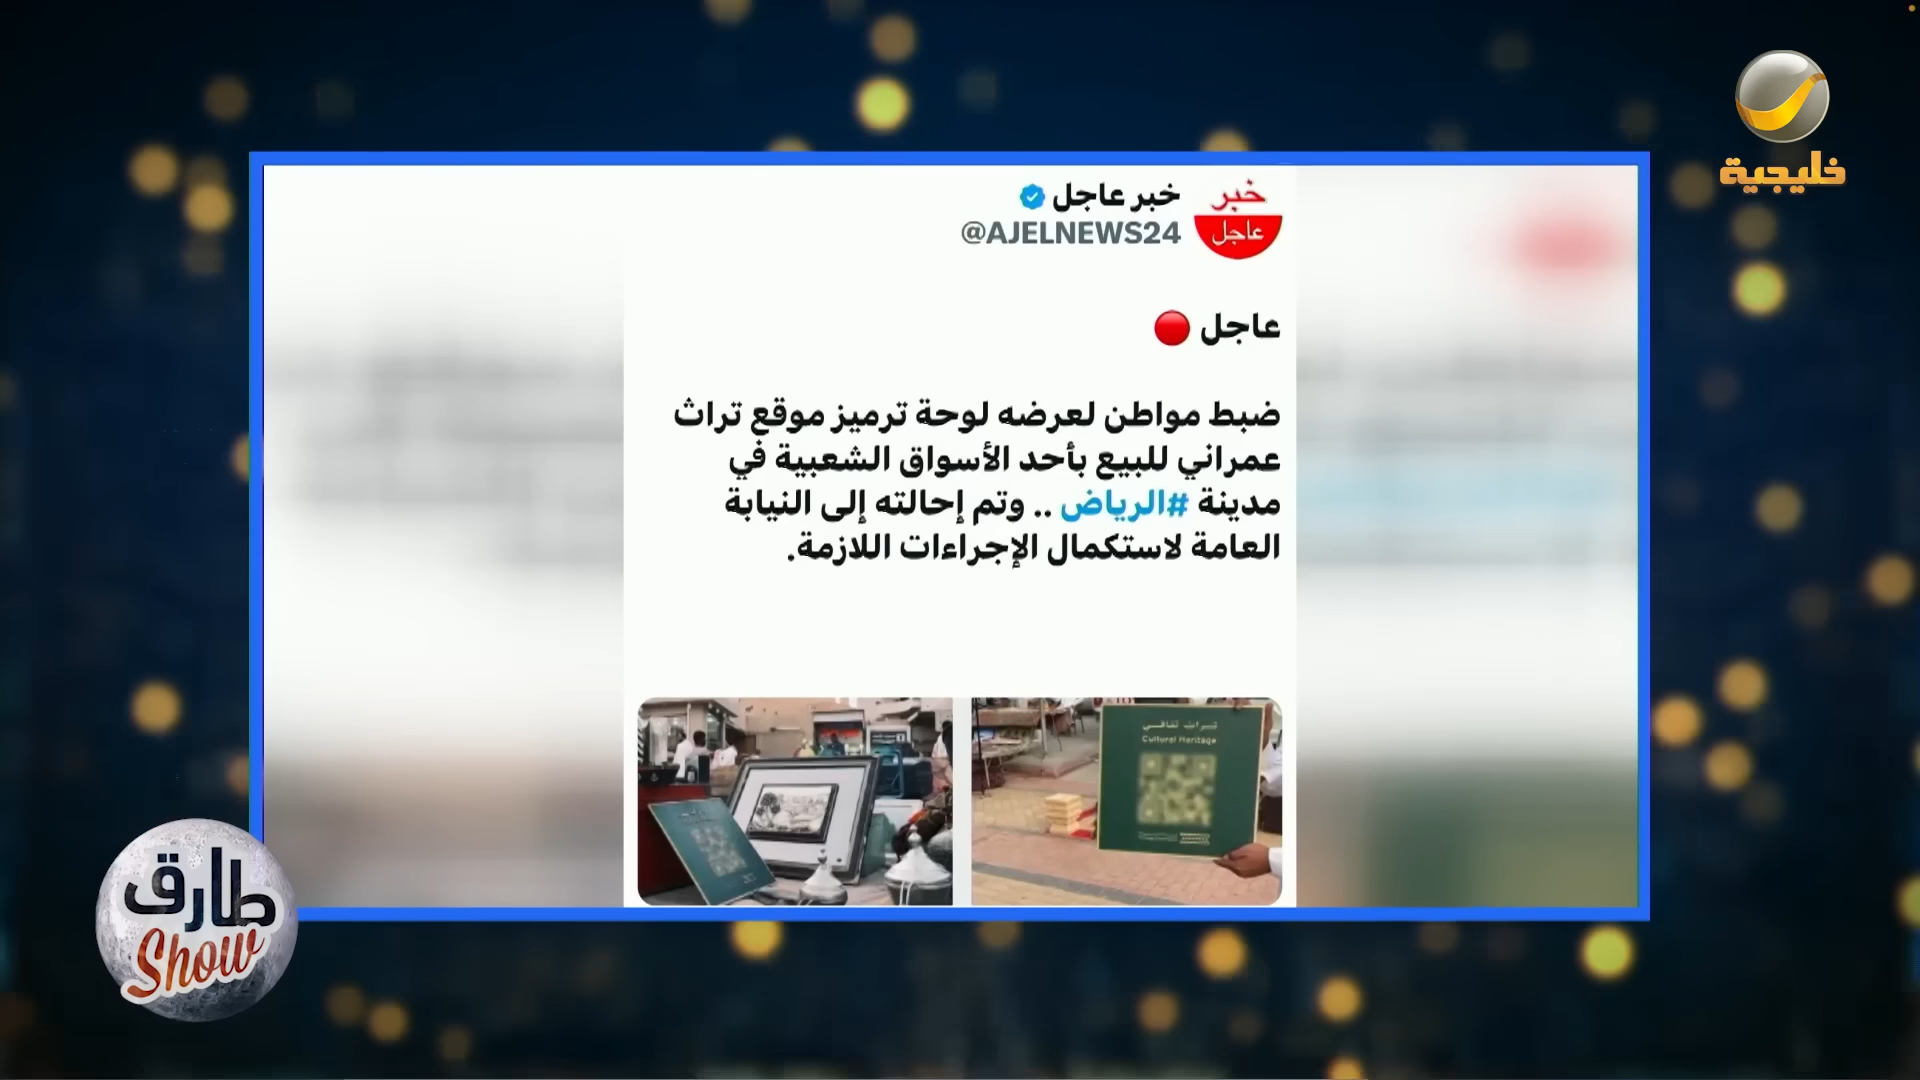 خليجية
خبر عاجل
@AJELNEWS24
خبر
عاجل
عاجل
ضبط مواطن لعرضه لوحة ترميز موقع تراث
عمراني للبيع بأحد الأسواق الشعبية في
مدينة #الرياض .. وتم إحالته إلى النيابة
العامة لاستكمال الإجراءات اللازمة.
تراث ثقافي
Cultural Heritage
طارق
Show